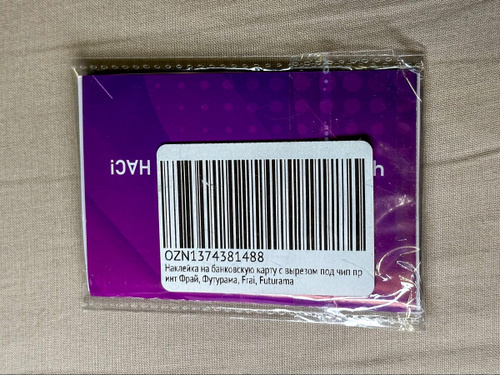 НАС!
OZN1374381488
Наклейка на банковскую карту с вырезом под чип пр
инт Фрай, Футурама, Frai, Futurama